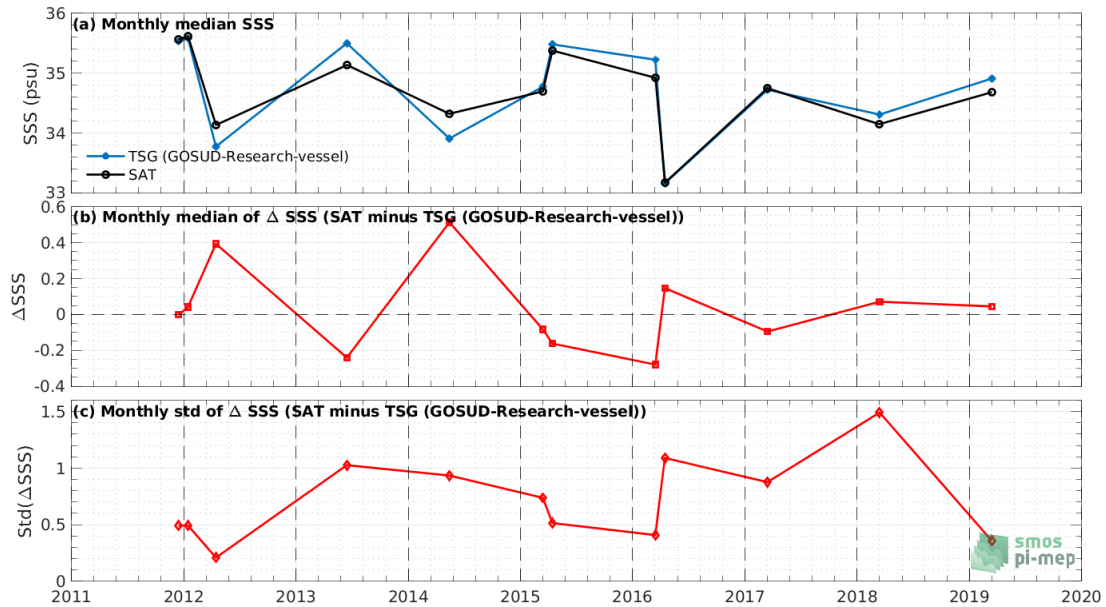 (a) Monthly median SSS
36
35
34
33
SSS (psu)
TSG (GOSUD-Research-vessel)
SAT
(b) Monthly median of Δ SSS (SAT minus TSG (GOSUD-Research-vessel))
0.6
0.4
0.2
0
-0.2
-0.4
ΔSSS
(c) Monthly std of Δ SSS (SAT minus TSG (GOSUD-Research-vessel))
1.5
1
0.5
0
Std(ΔSSS)
smos
pi-mep
2011 2012 2013 2014 2015 2016 2017 2018 2019 2020